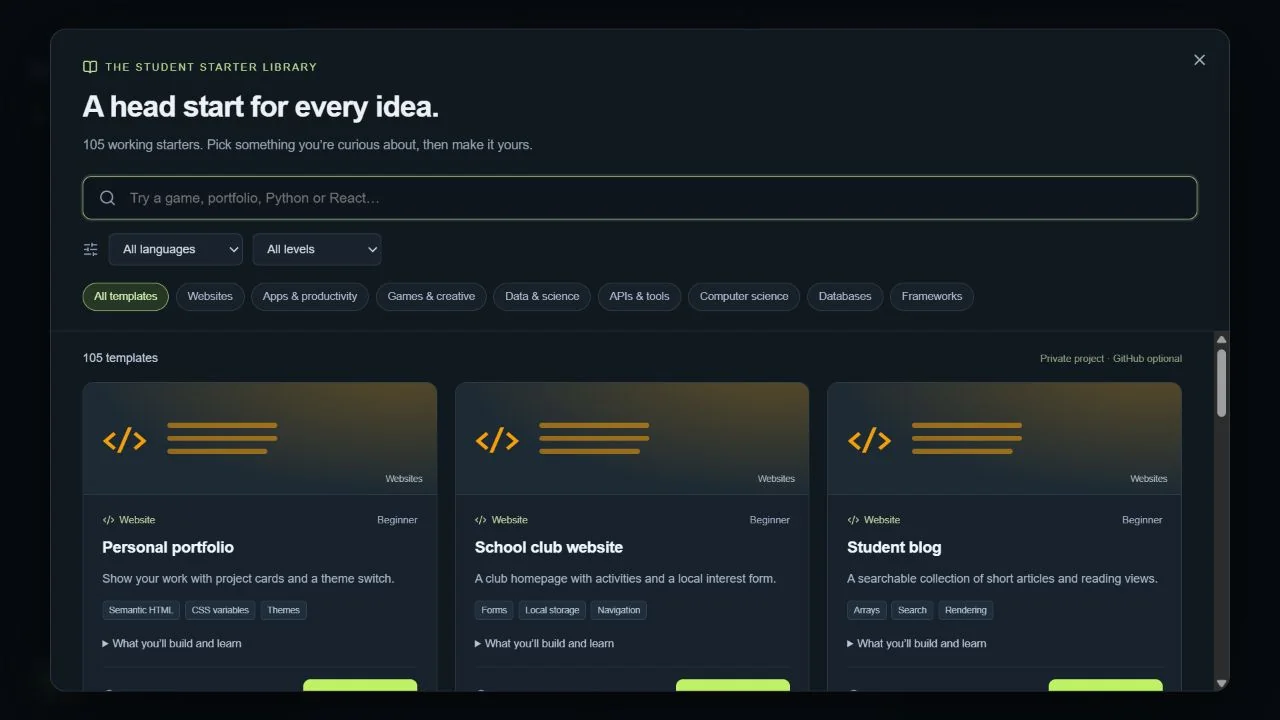 THE STUDENT STARTER LIBRARY
A head start for every idea.
105 working starters. Pick something you're curious about, then make it yours.
Try a game, portfolio, Python or React…
All languages All levels
All templates Websites Apps & productivity Games & creative Data & science APIs & tools Computer science Databases Frameworks
105 templates Private project · GitHub optional
</> </> </>
Websites Websites Websites
</> Website Beginner </> Website Beginner </> Website Beginner
Personal portfolio School club website Student blog
Show your work with project cards and a theme switch. A club homepage with activities and a local interest form. A searchable collection of short articles and reading views.
Semantic HTML CSS variables Themes Forms Local storage Navigation Arrays Search Rendering
What you'll build and learn What you'll build and learn What you'll build and learn